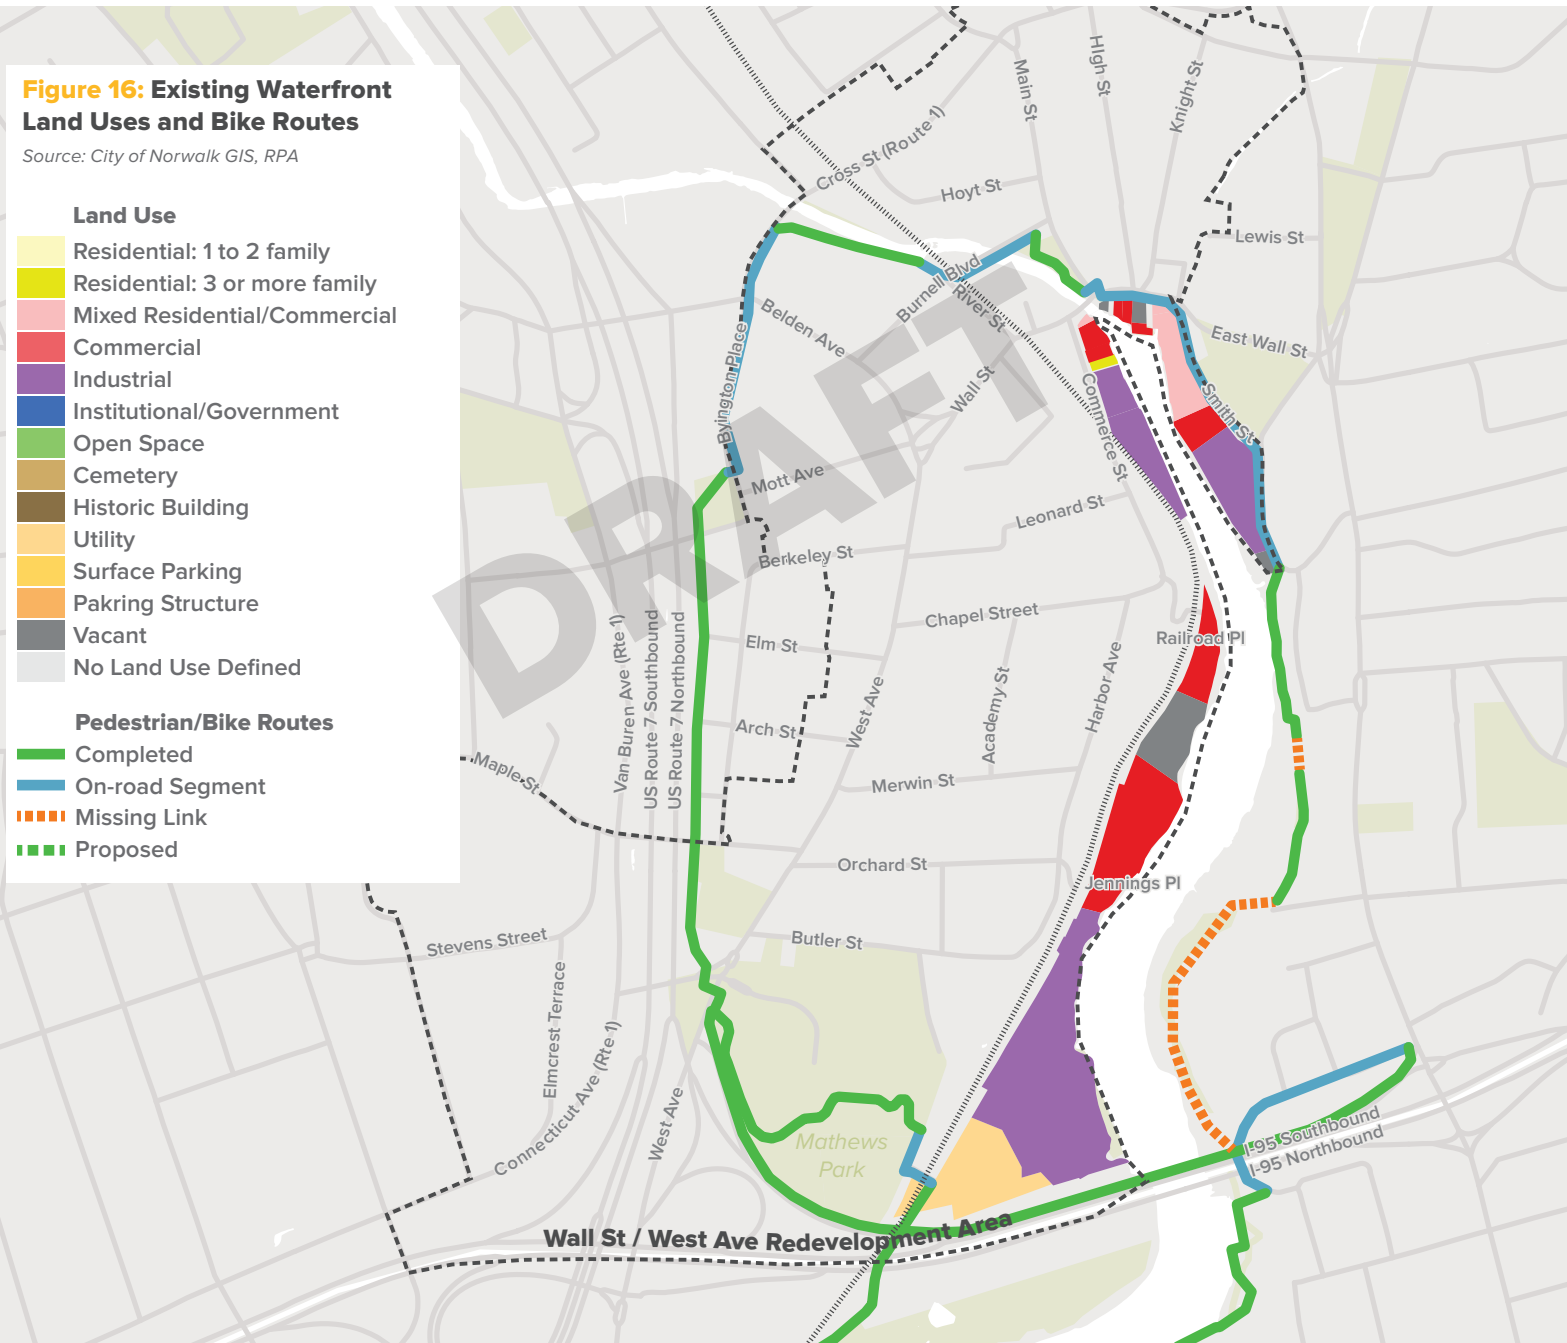 Figure 16: Existing Waterfront
Land Uses and Bike Routes
Source: City of Norwalk GIS, RPA
Land Use
Residential: 1 to 2 family
Residential: 3 or more family
Mixed Residential/Commercial
Commercial
Industrial
Institutional/Government
Open Space
Cemetery
Historic Building
Utility
Surface Parking
Pakring Structure
Vacant
No Land Use Defined
Pedestrian/Bike Routes
Completed
On-road Segment
Missing Link
Proposed
Main St
HIgh St
Knight St
Cross St (Route 1)
Hoyt St
Lewis St
Burnell Blvd
River St
East Wall St
Belden Ave
Byington Place
Wall St
Commerce St
Smith St
Mott Ave
Leonard St
Berkeley St
DRAFT
Chapel Street
Railroad Pl
Elm St
Van Buren Ave (Rte 1)
US Route 7 Southbound
US Route 7 Northbound
West Ave
Academy St
Harbor Ave
Arch St
Maple St
Merwin St
Orchard St
Jennings Pl
Stevens Street
Butler St
Elmcrest Terrace
Connecticut Ave (Rte 1)
West Ave
Mathews
Park
I-95 Southbound
I-95 Northbound
Wall St / West Ave Redevelopment Area